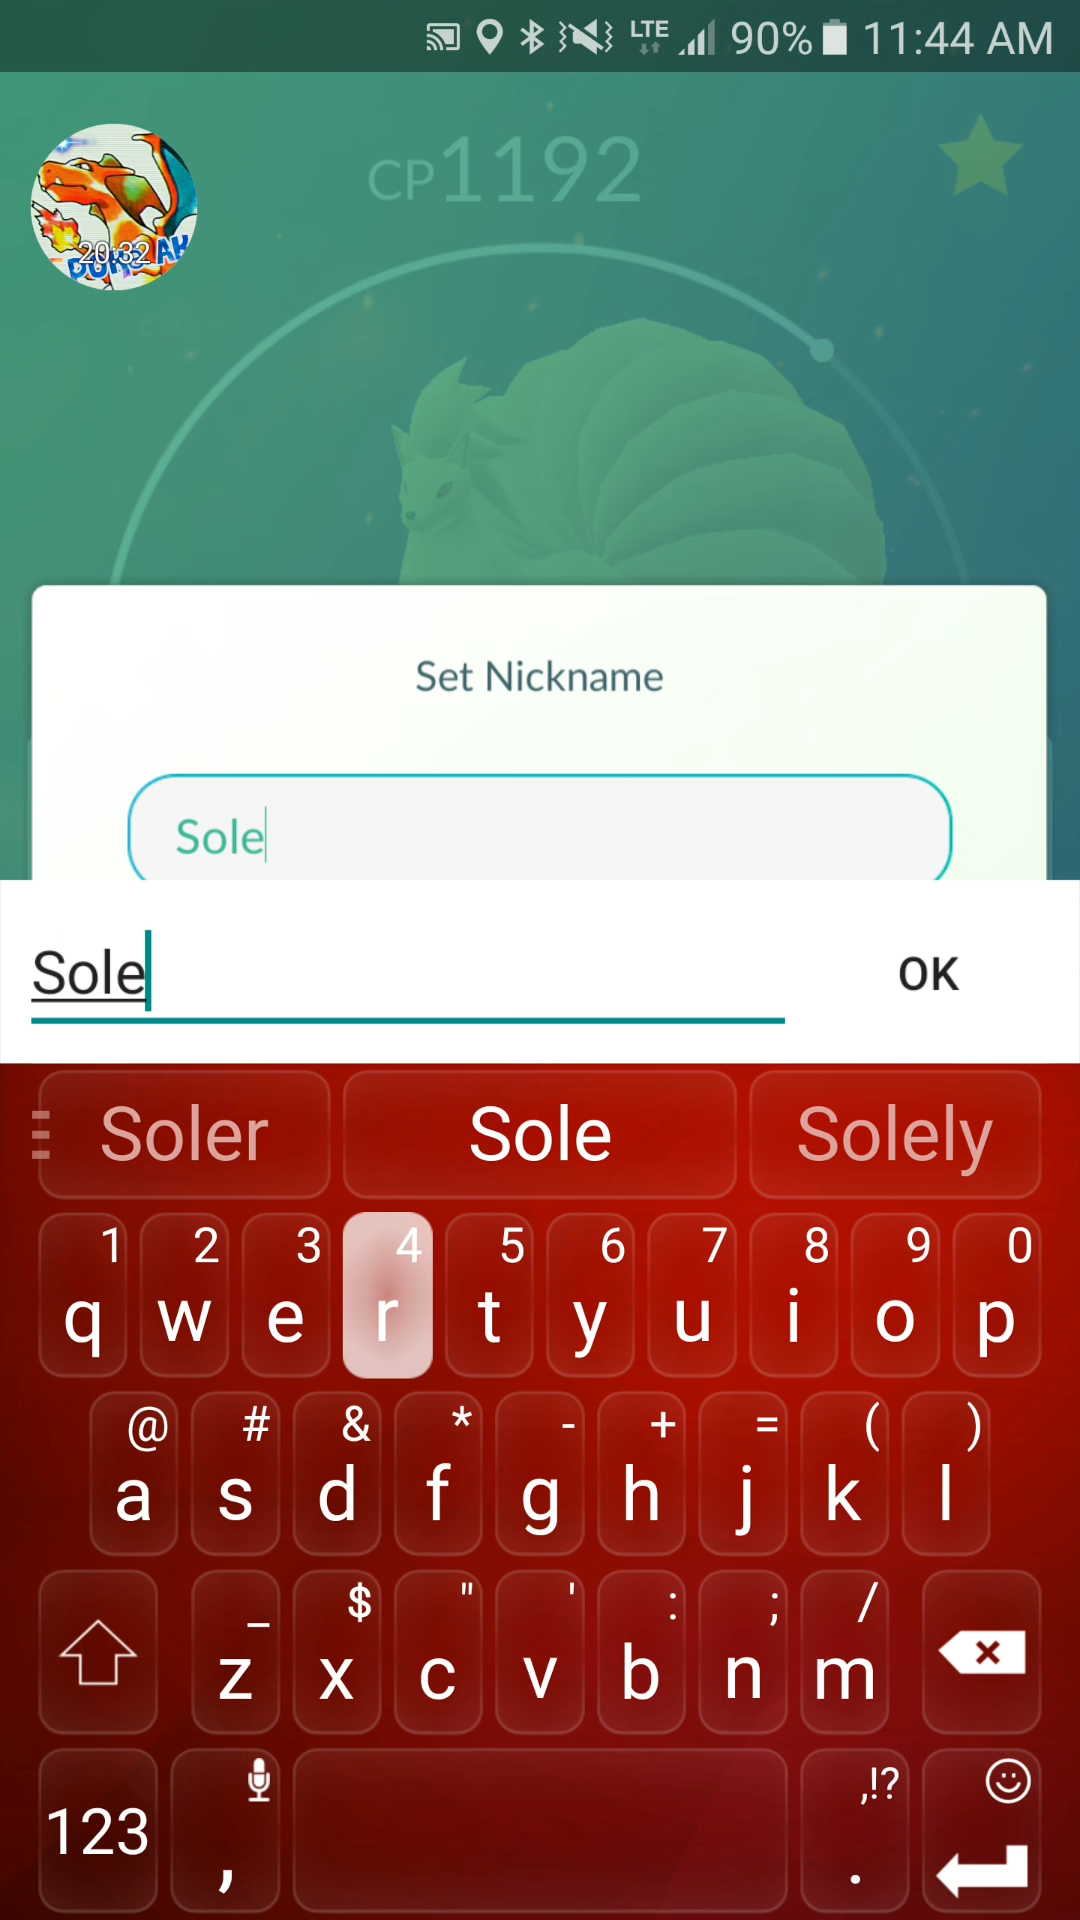 LTE 90% 11:44 AM
CP1192
20:32
Set Nickname
Sole
Sole OK
Soler Sole Solely
1 2 3 4 5 6 7 8 9 0
q w e r t y u i o p
@ # & * - + = ( )
a s d f g h j k l
_ $ " ' : ; /
z x c v b n m
,!?
123 , .